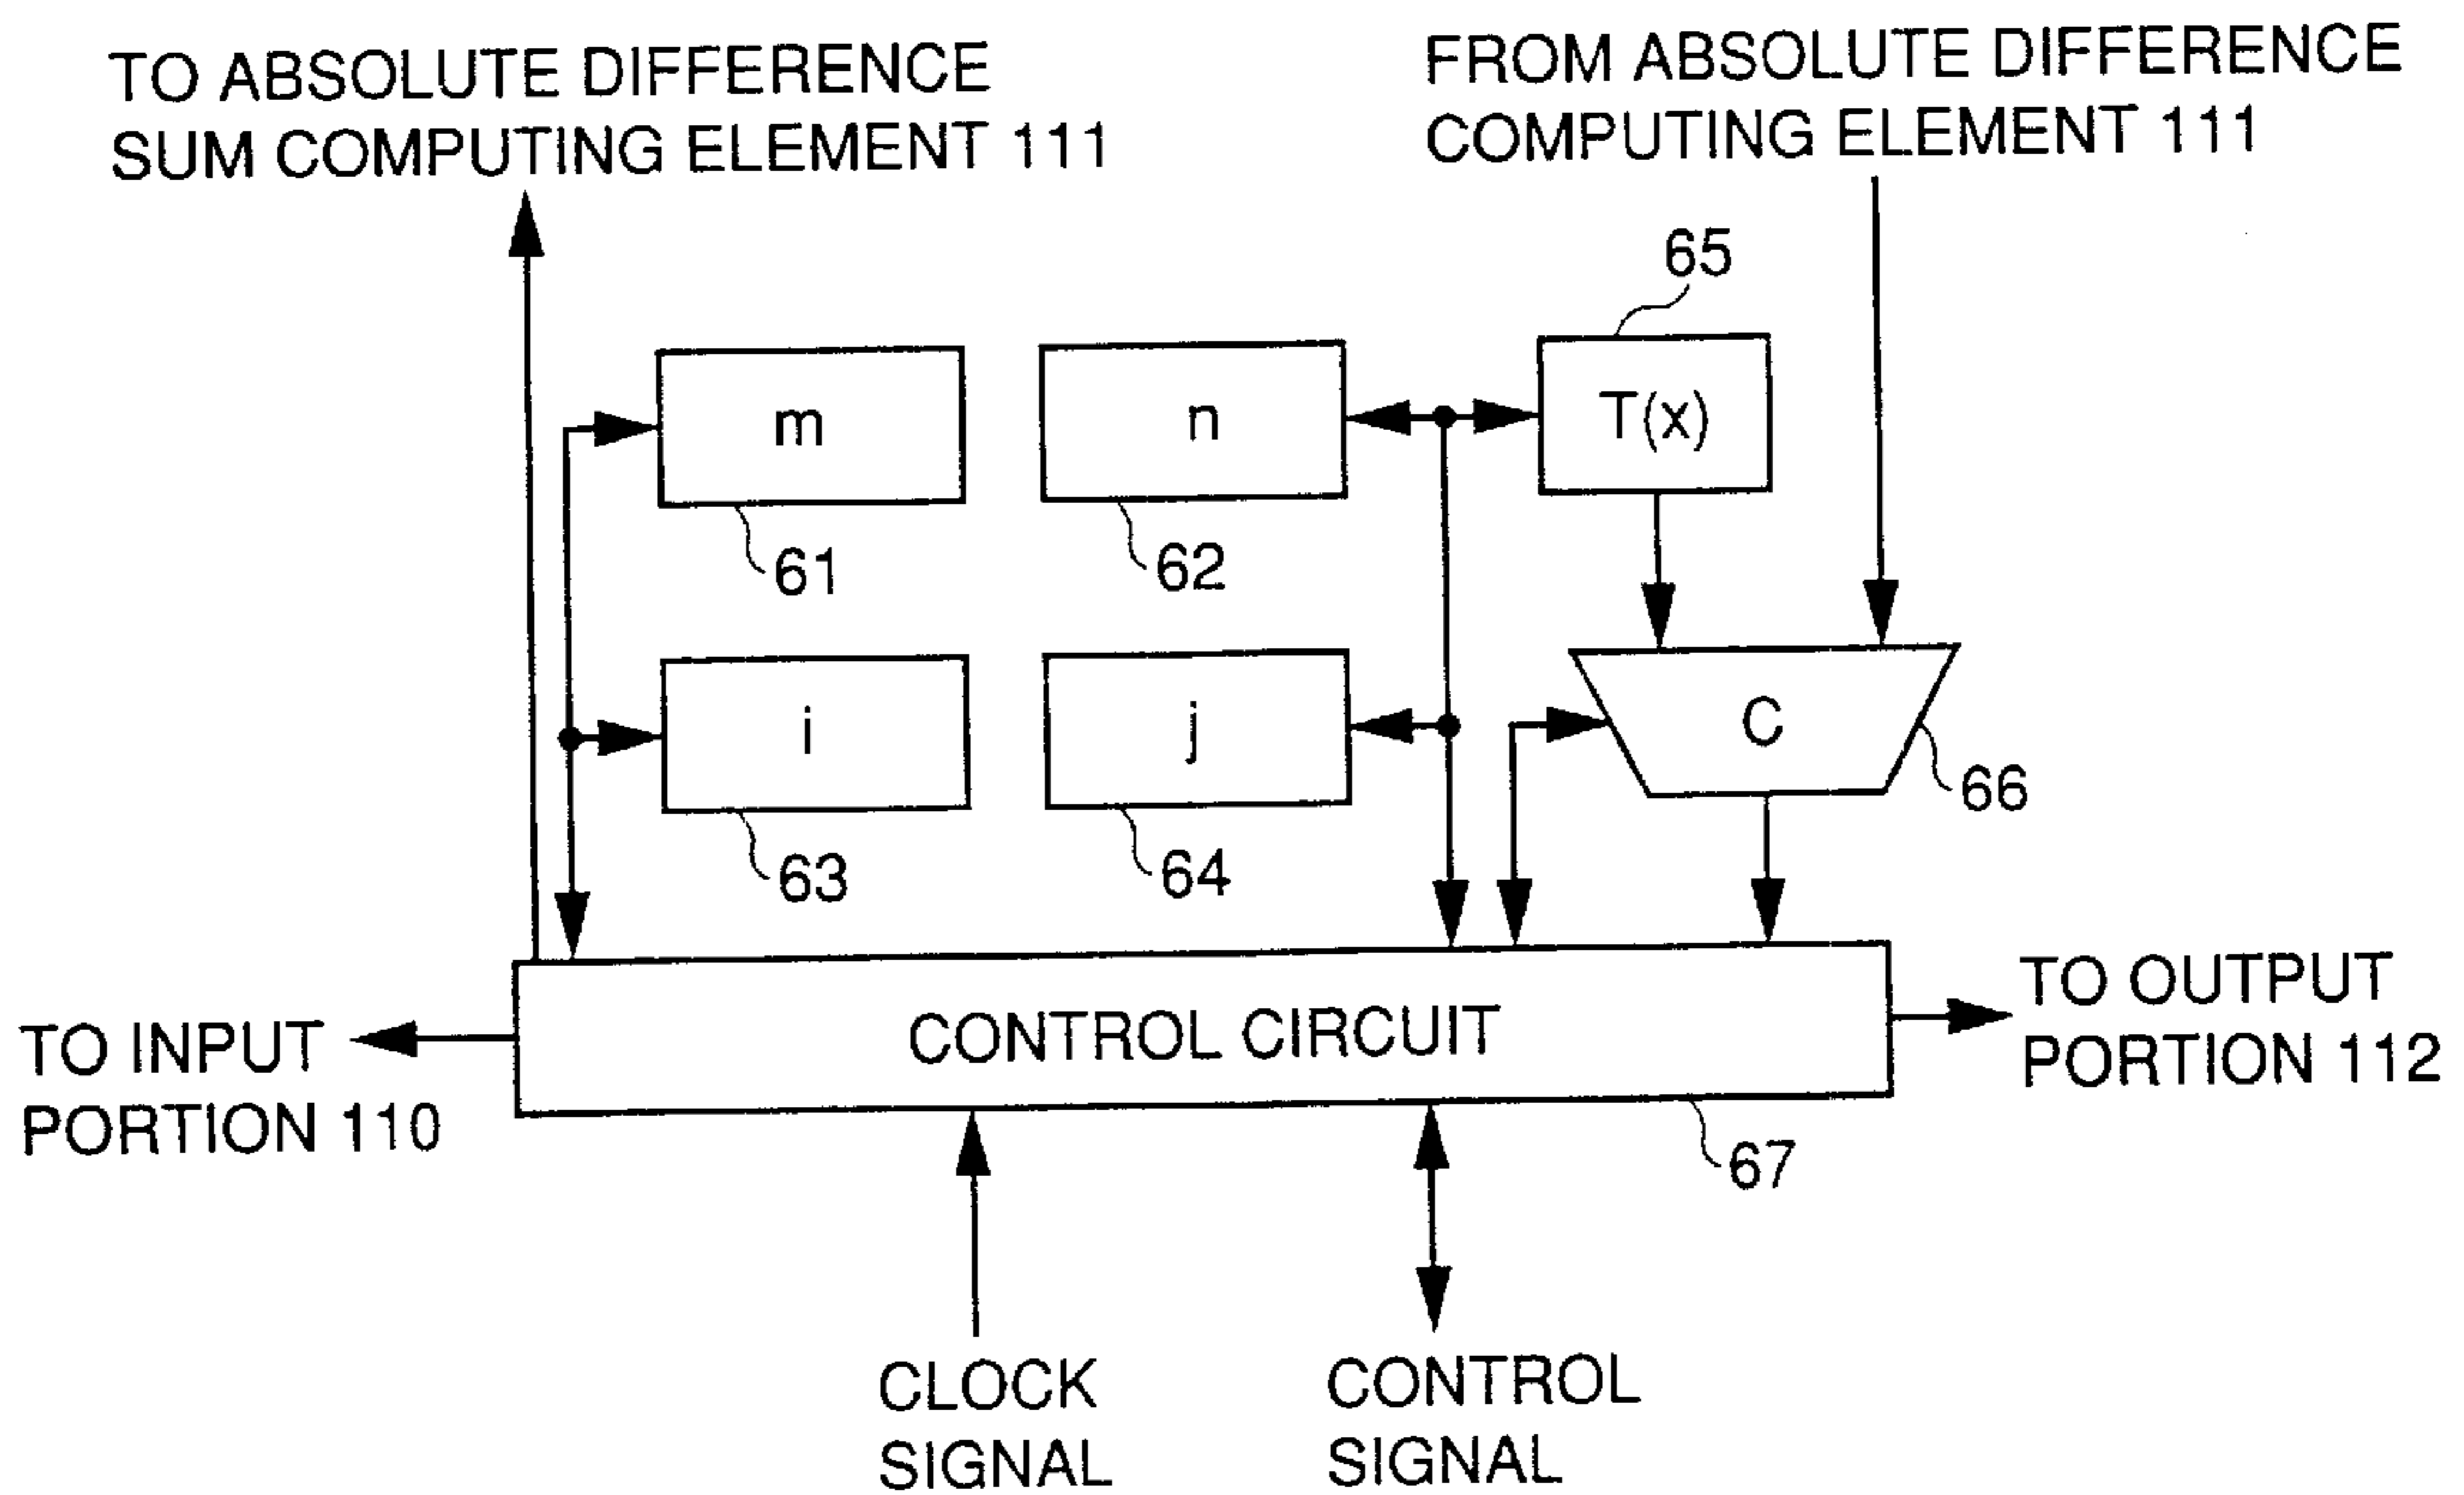 TO ABSOLUTE DIFFERENCE
SUM COMPUTING ELEMENT 111
FROM ABSOLUTE DIFFERENCE
COMPUTING ELEMENT 111
65
m
n
T(x)
61
62
i
j
C
66
63
64
CONTROL CIRCUIT
TO INPUT
PORTION 110
TO OUTPUT
PORTION 112
67
CLOCK
SIGNAL
CONTROL
SIGNAL